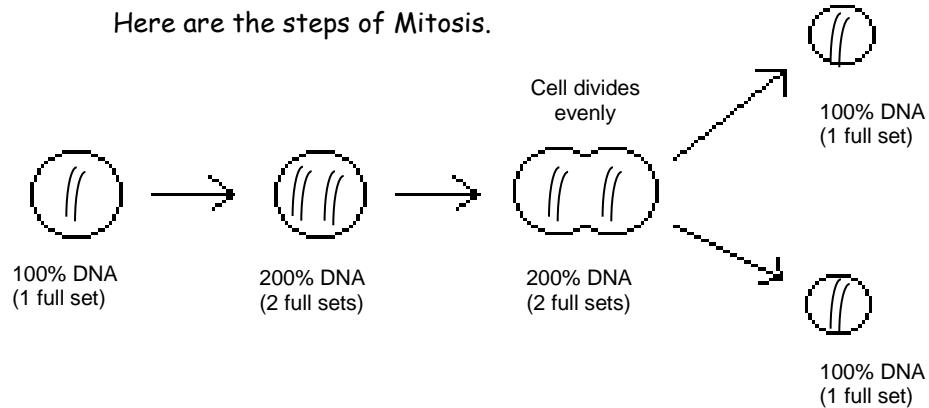 Here are the steps of Mitosis.
Cell divides
evenly
100% DNA
(1 full set)
100% DNA
(1 full set)
200% DNA
(2 full sets)
200% DNA
(2 full sets)
100% DNA
(1 full set)